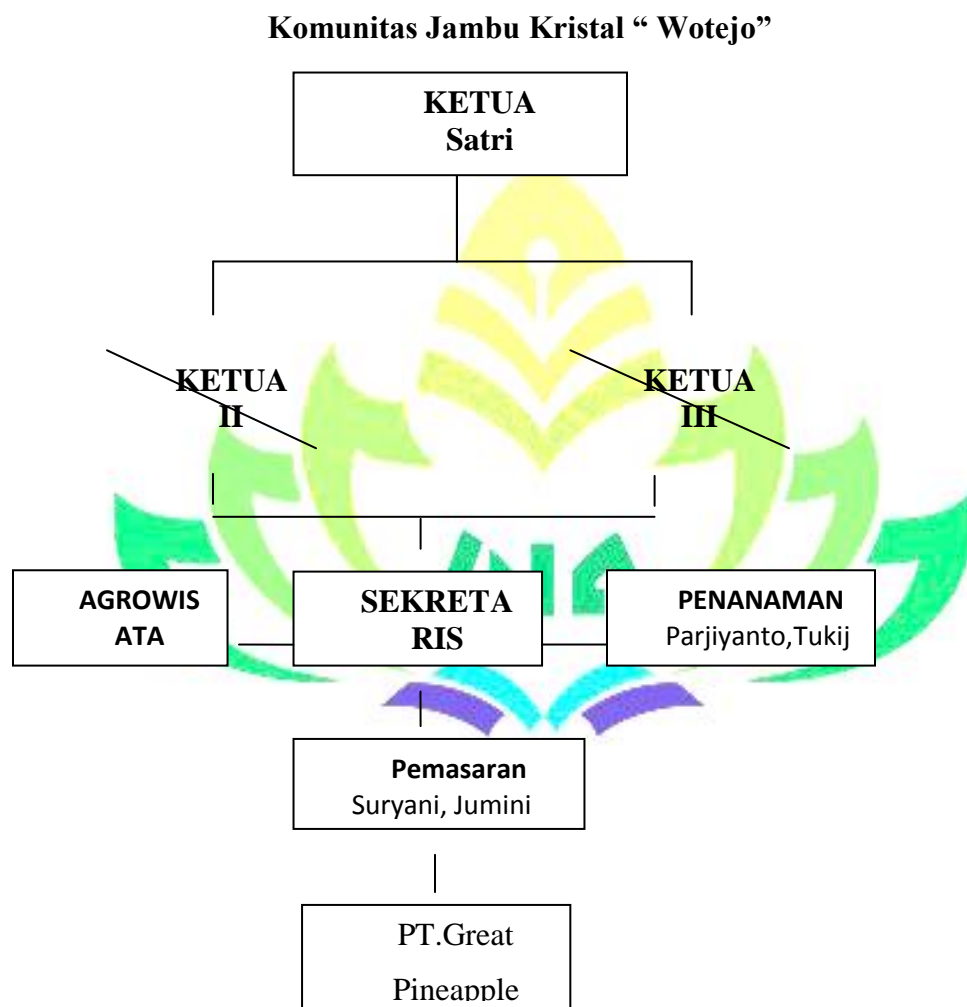 Komunitas Jambu Kristal “ Wotejo”
KETUA
Satri
KETUA
II
KETUA
III
AGROWIS
ATA
SEKRETA
RIS
PENANAMAN
Parjiyanto,Tukij
Pemasaran
Suryani, Jumini
PT.Great
Pineapple